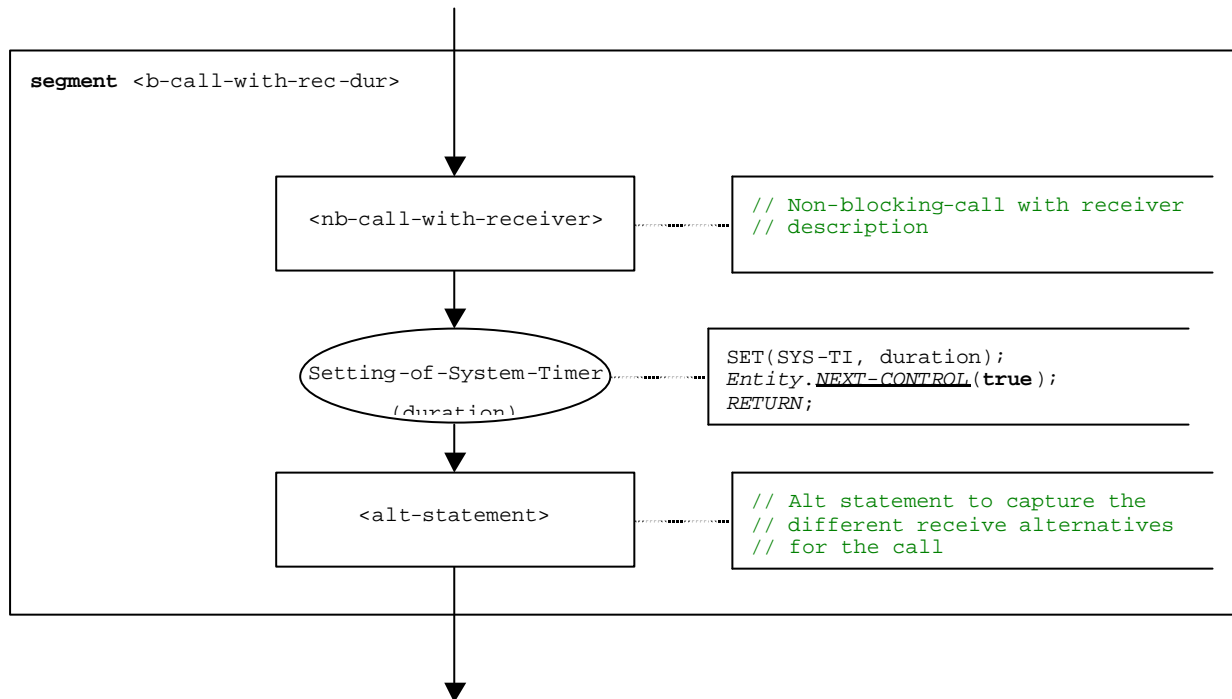 segment <b-call-with-rec-dur>
<nb-call-with-receiver>
// Non-blocking-call with receiver
// description
Setting-of-System-Timer
(duration)
SET(SYS-TI, duration);
Entity.NEXT-CONTROL(true);
RETURN;
<alt-statement>
// Alt statement to capture the
// different receive alternatives
// for the call